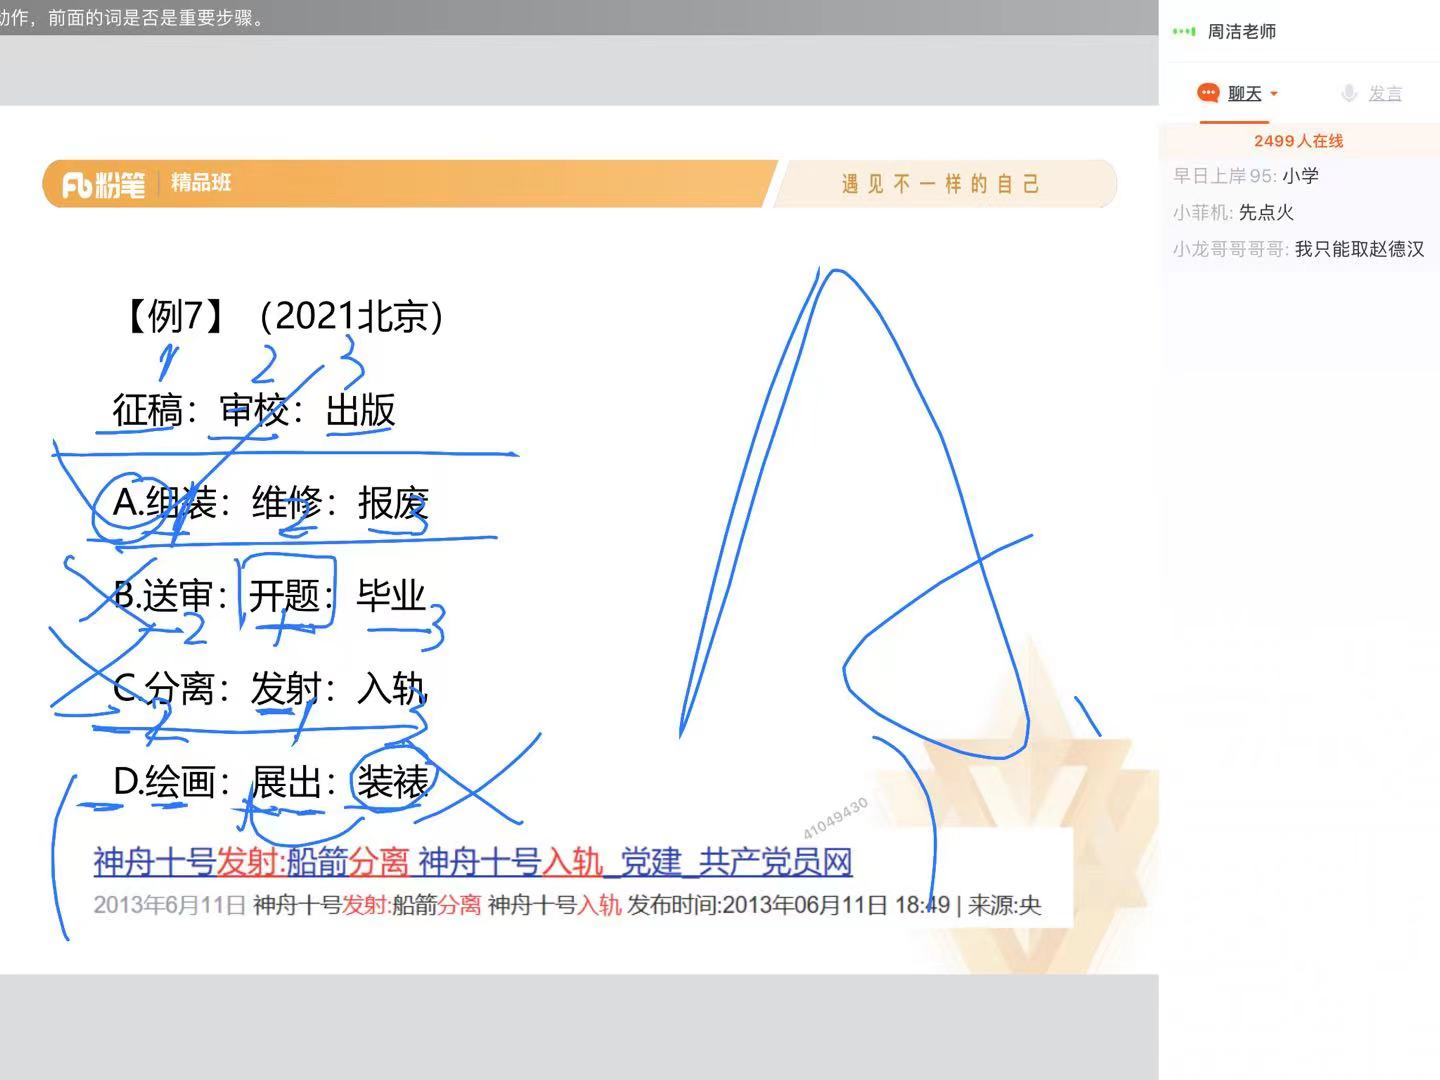 动作，前面的词是否是重要步骤。
周洁老师
聊天
发言
2499人在线
早日上岸95: 小学
小菲机: 先点火
小龙哥哥哥哥: 我只能取赵德汉
粉笔 精品班
遇见不一样的自己
【例7】（2021北京）
1 2 3
征稿：审校：出版
A.组装：维修：报废
1 2 3
B.送审：开题：毕业
2 1 3
C.分离：发射：入轨
2 1 3
D.绘画：展出：装裱
41049430
神舟十号发射:船箭分离 神舟十号入轨_党建_共产党员网
2013年6月11日 神舟十号发射:船箭分离 神舟十号入轨 发布时间:2013年06月11日 18:49 | 来源:央